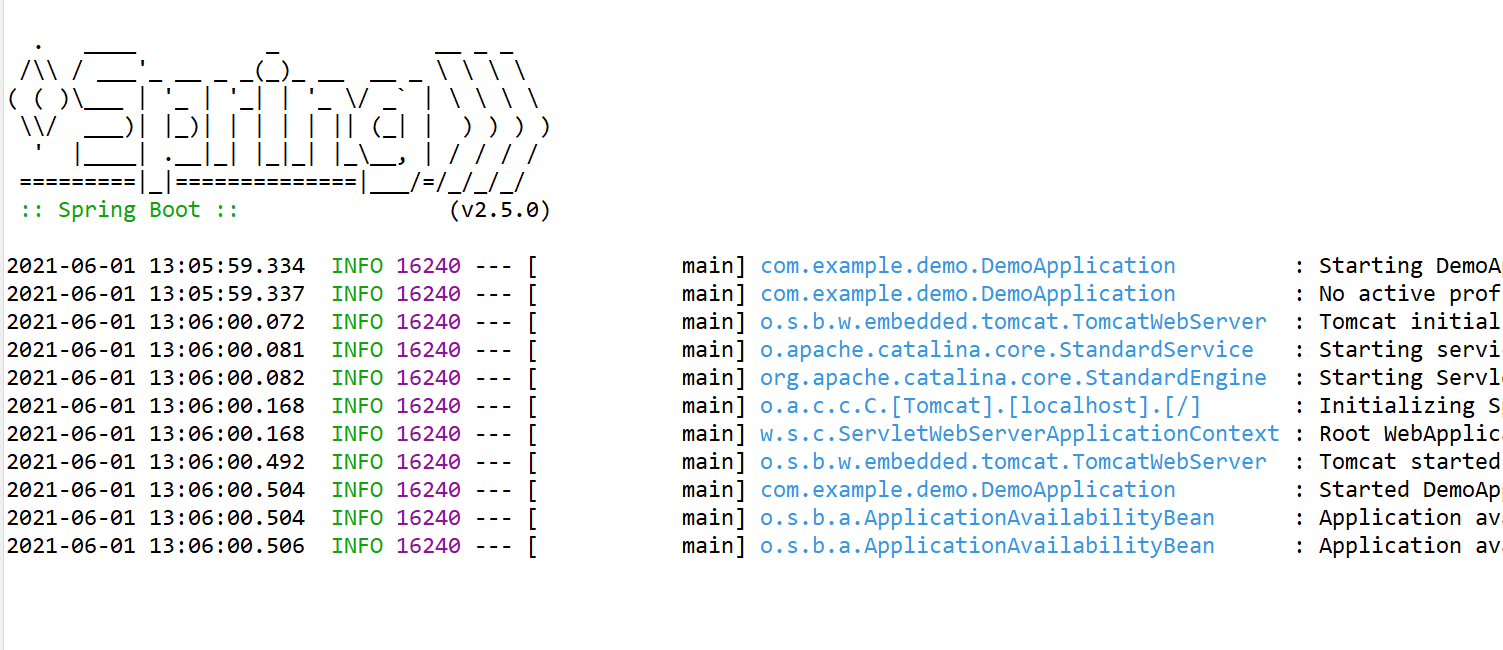 .   ____          _            __ _ _
 /\\ / ___'_ __ _ _(_)_ __  __ _ \ \ \ \
( ( )\___ | '_ | '_| | '_ \/ _` | \ \ \ \
 \\/  ___)| |_)| | | | | || (_| |  ) ) ) )
  '  |____| .__|_| |_|_| |_\__, | / / / /
 =========|_|==============|___/=/_/_/_/
 :: Spring Boot ::                (v2.5.0)
2021-06-01 13:05:59.334  INFO 16240 --- [           main] com.example.demo.DemoApplication         : Starting DemoAp
2021-06-01 13:05:59.337  INFO 16240 --- [           main] com.example.demo.DemoApplication         : No active prof
2021-06-01 13:06:00.072  INFO 16240 --- [           main] o.s.b.w.embedded.tomcat.TomcatWebServer  : Tomcat initial
2021-06-01 13:06:00.081  INFO 16240 --- [           main] o.apache.catalina.core.StandardService   : Starting servi
2021-06-01 13:06:00.082  INFO 16240 --- [           main] org.apache.catalina.core.StandardEngine  : Starting Servl
2021-06-01 13:06:00.168  INFO 16240 --- [           main] o.a.c.c.C.[Tomcat].[localhost].[/]       : Initializing Sp
2021-06-01 13:06:00.168  INFO 16240 --- [           main] w.s.c.ServletWebServerApplicationContext : Root WebApplic
2021-06-01 13:06:00.492  INFO 16240 --- [           main] o.s.b.w.embedded.tomcat.TomcatWebServer  : Tomcat started
2021-06-01 13:06:00.504  INFO 16240 --- [           main] com.example.demo.DemoApplication         : Started DemoAp
2021-06-01 13:06:00.504  INFO 16240 --- [           main] o.s.b.a.ApplicationAvailabilityBean      : Application av
2021-06-01 13:06:00.506  INFO 16240 --- [           main] o.s.b.a.ApplicationAvailabilityBean      : Application av